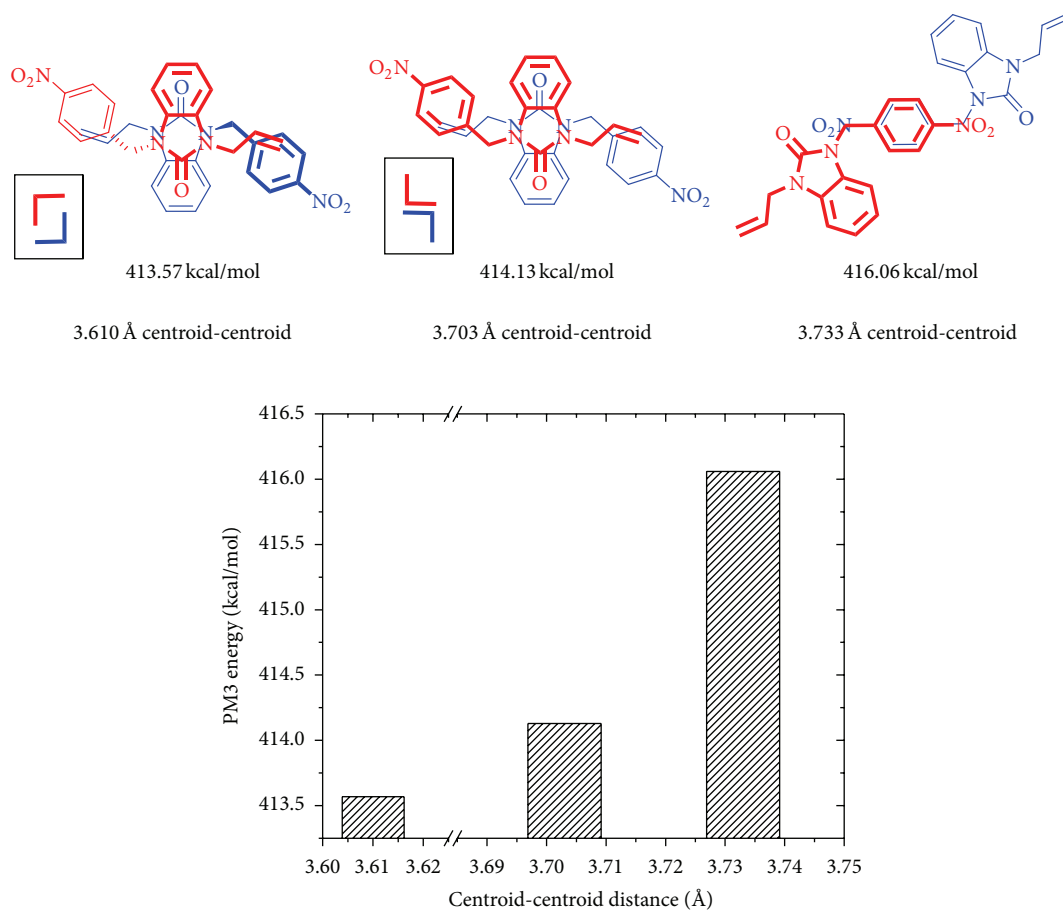 O₂N
O
N
N
O
NO₂
O₂N
O
N
N
O
NO₂
N
N
O
NO₂
NO₂
O
N
N
413.57 kcal/mol
414.13 kcal/mol
416.06 kcal/mol
3.610 Å centroid-centroid
3.703 Å centroid-centroid
3.733 Å centroid-centroid
416.5
416.0
415.5
415.0
414.5
414.0
413.5
PM3 energy (kcal/mol)
3.60 3.61 3.62 3.69 3.70 3.71 3.72 3.73 3.74 3.75
Centroid-centroid distance (Å)